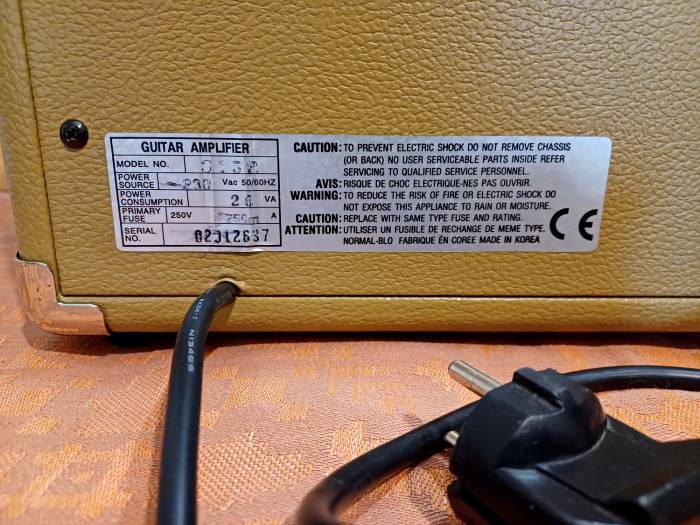 GUITAR AMPLIFIER
MODEL NO.
POWER SOURCE ~230 Vac 50/60HZ
POWER CONSUMPTION VA
PRIMARY FUSE 250V A
SERIAL NO.
CAUTION: TO PREVENT ELECTRIC SHOCK DO NOT REMOVE CHASSIS
(OR BACK) NO USER SERVICEABLE PARTS INSIDE REFER
SERVICING TO QUALIFIED SERVICE PERSONNEL.
AVIS: RISQUE DE CHOC ELECTRIQUE-NES PAS OUVRIR.
WARNING: TO REDUCE THE RISK OF FIRE OR ELECTRIC SHOCK DO
NOT EXPOSE THIS APPLIANCE TO RAIN OR MOISTURE.
CAUTION: REPLACE WITH SAME TYPE FUSE AND RATING.
ATTENTION: UTILISER UN FUSIBLE DE RECHANGE DE MEME TYPE.
NORMAL-BLO FABRIQUE ÉN COREE MADE IN KOREA
CE